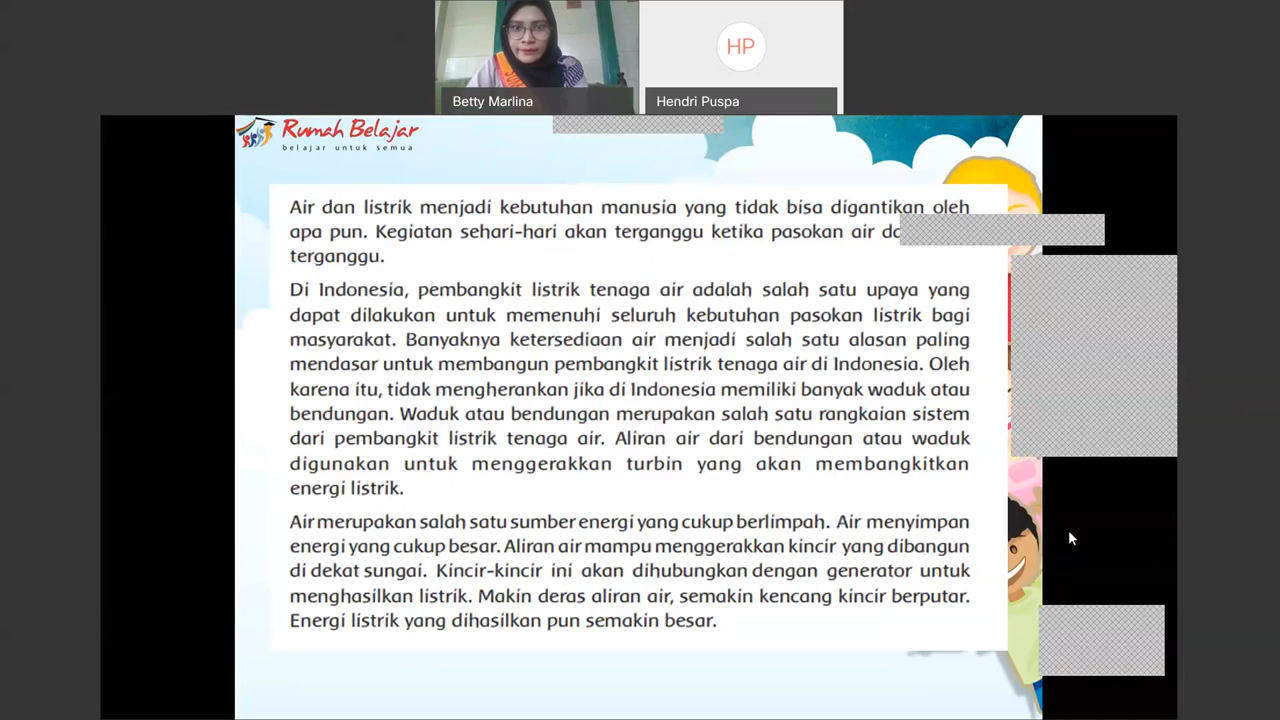 HP
Betty Marlina
Hendri Puspa
Rumah Belajar
belajar untuk semua
Air dan listrik menjadi kebutuhan manusia yang tidak bisa digantikan oleh
apa pun. Kegiatan sehari-hari akan terganggu ketika pasokan air
terganggu.
Di Indonesia, pembangkit listrik tenaga air adalah salah satu upaya yang
dapat dilakukan untuk memenuhi seluruh kebutuhan pasokan listrik bagi
masyarakat. Banyaknya ketersediaan air menjadi salah satu alasan paling
mendasar untuk membangun pembangkit listrik tenaga air di Indonesia. Oleh
karena itu, tidak mengherankan jika di Indonesia memiliki banyak waduk atau
bendungan. Waduk atau bendungan merupakan salah satu rangkaian sistem
dari pembangkit listrik tenaga air. Aliran air dari bendungan atau waduk
digunakan untuk menggerakkan turbin yang akan membangkitkan
energi listrik.
Air merupakan salah satu sumber energi yang cukup berlimpah. Air menyimpan
energi yang cukup besar. Aliran air mampu menggerakkan kincir yang dibangun
di dekat sungai. Kincir-kincir ini akan dihubungkan dengan generator untuk
menghasilkan listrik. Makin deras aliran air, semakin kencang kincir berputar.
Energi listrik yang dihasilkan pun semakin besar.